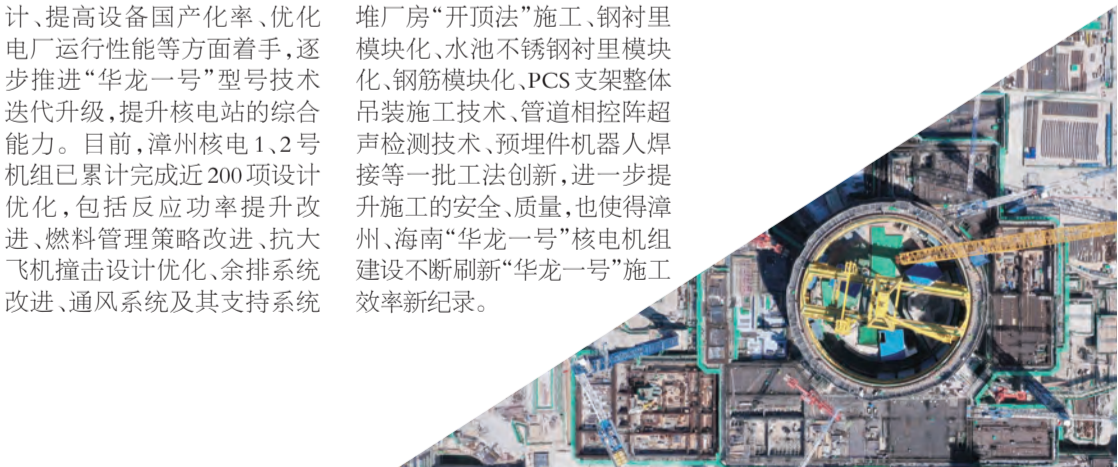 计、提高设备国产化率、优化
电厂运行性能等方面着手,逐
步推进“华龙一号”型号技术
迭代升级,提升核电站的综合
能力。目前,漳州核电1、2号
机组已累计完成近200项设计
优化,包括反应功率提升改
进、燃料管理策略改进、抗大
飞机撞击设计优化、余排系统
改进、通风系统及其支持系统
堆厂房“开顶法”施工、钢衬里
模块化、水池不锈钢衬里模块
化、钢筋模块化、PCS支架整体
吊装施工技术、管道相控阵超
声检测技术、预埋件机器人焊
接等一批工法创新,进一步提
升施工的安全、质量,也使得漳
州、海南“华龙一号”核电机组
建设不断刷新“华龙一号”施工
效率新纪录。